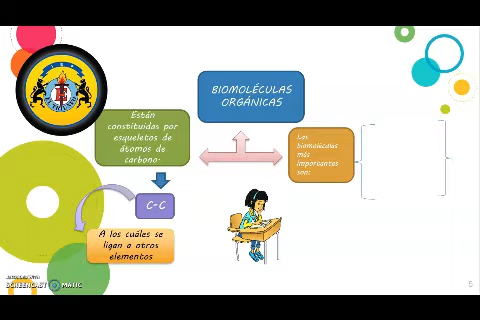 BIOMOLÉCULAS
ORGÁNICAS
Están
constituidas por
esqueletos de
átomos de
carbono.
Las
biomoléculas
más
importantes
son:
C-C
A los cuáles se
ligan a otros
elementos
SCREENCAST MATIC